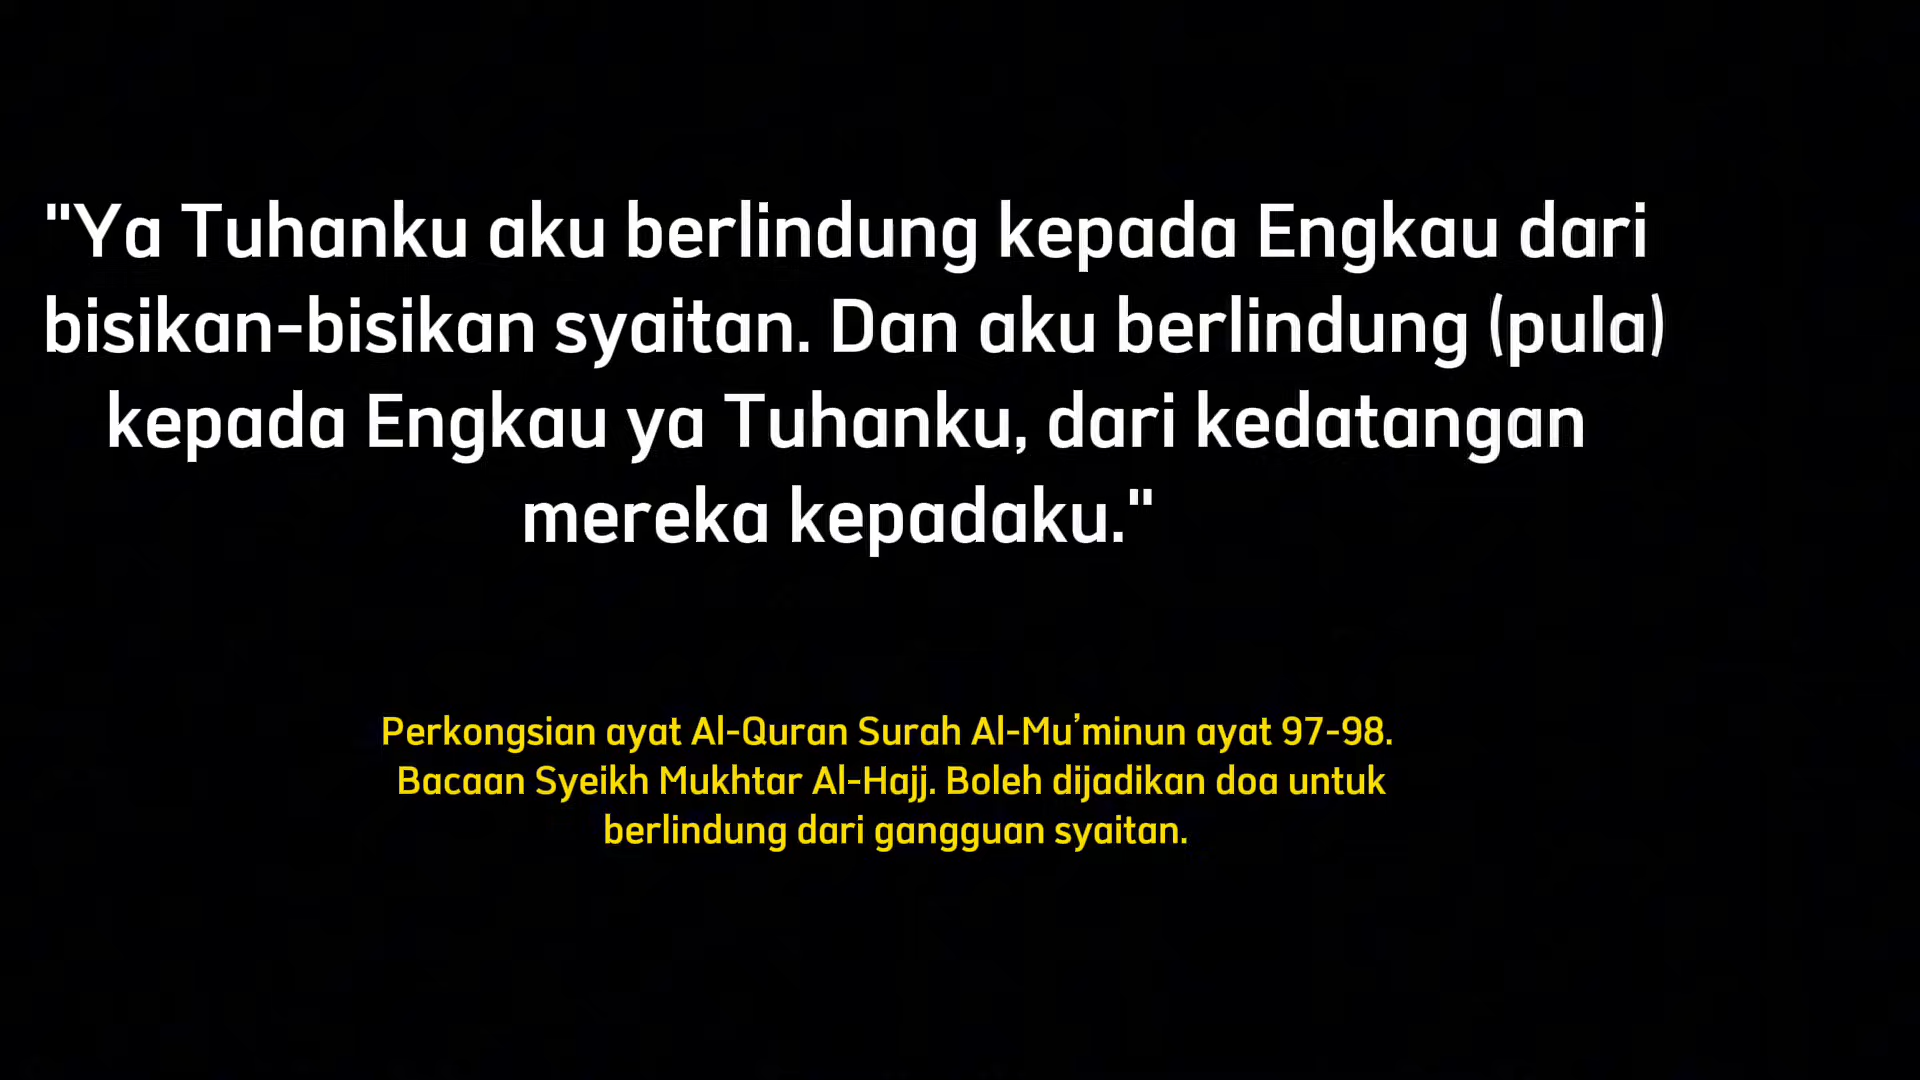 "Ya Tuhanku aku berlindung kepada Engkau dari
bisikan-bisikan syaitan. Dan aku berlindung (pula)
kepada Engkau ya Tuhanku, dari kedatangan
mereka kepadaku."
Perkongsian ayat Al-Quran Surah Al-Mu’minun ayat 97-98.
Bacaan Syeikh Mukhtar Al-Hajj. Boleh dijadikan doa untuk
berlindung dari gangguan syaitan.